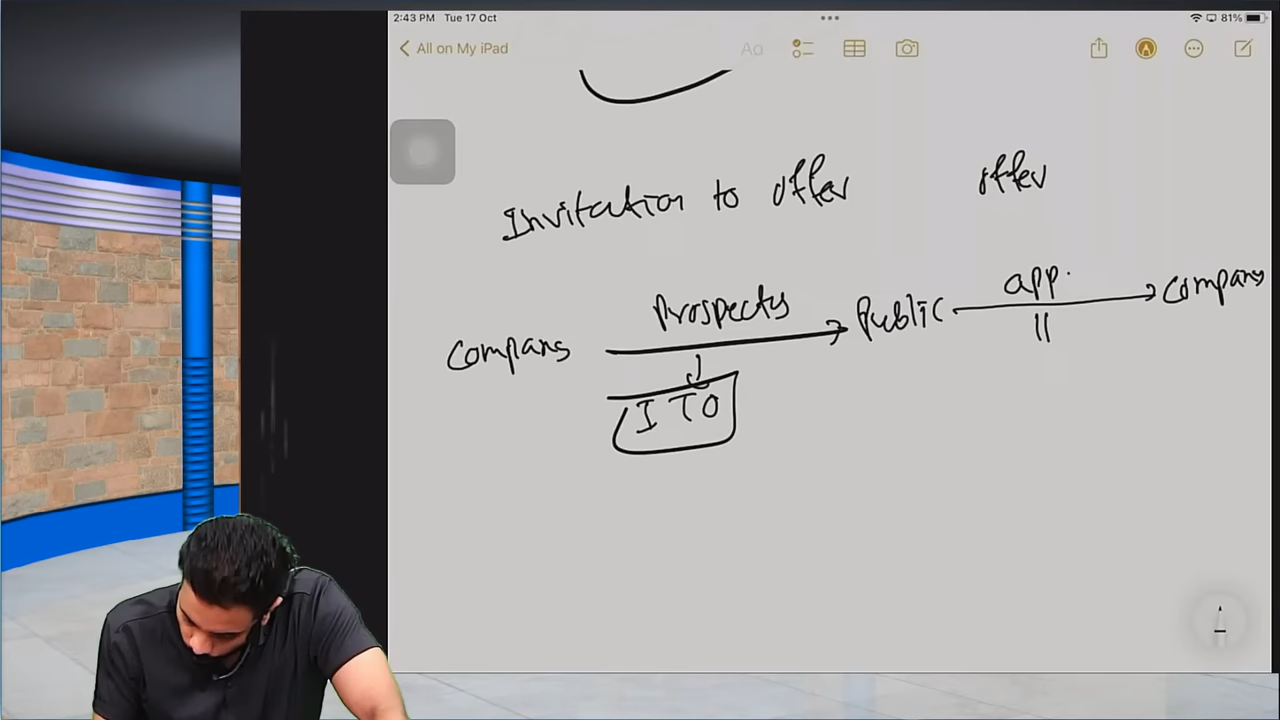 2:43 PM Tue 17 Oct
81%
All on My iPad
Aa
Invitation to offer offer
Prospectus app.
Company Public Company
ITO